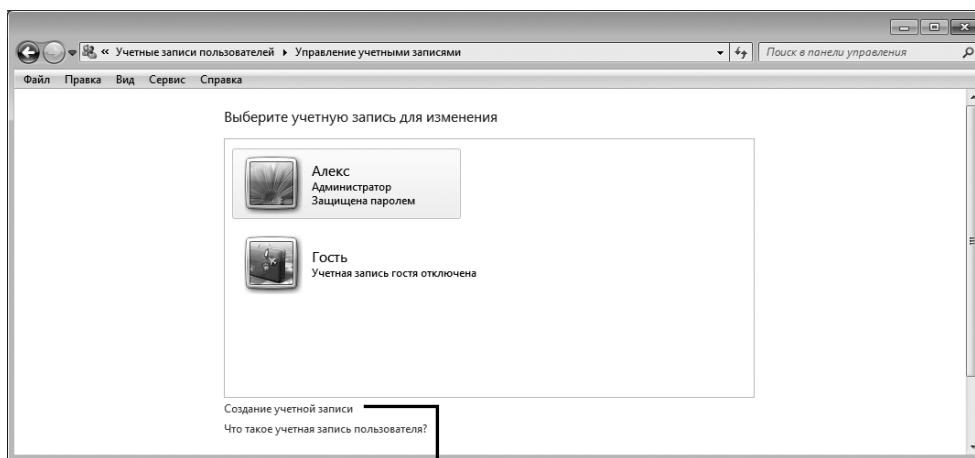 « Учетные записи пользователей ▸ Управление учетными записями
Поиск в панели управления
Файл Правка Вид Сервис Справка
Выберите учетную запись для изменения
Алекс
Администратор
Защищена паролем
Гость
Учетная запись гостя отключена
Создание учетной записи
Что такое учетная запись пользователя?